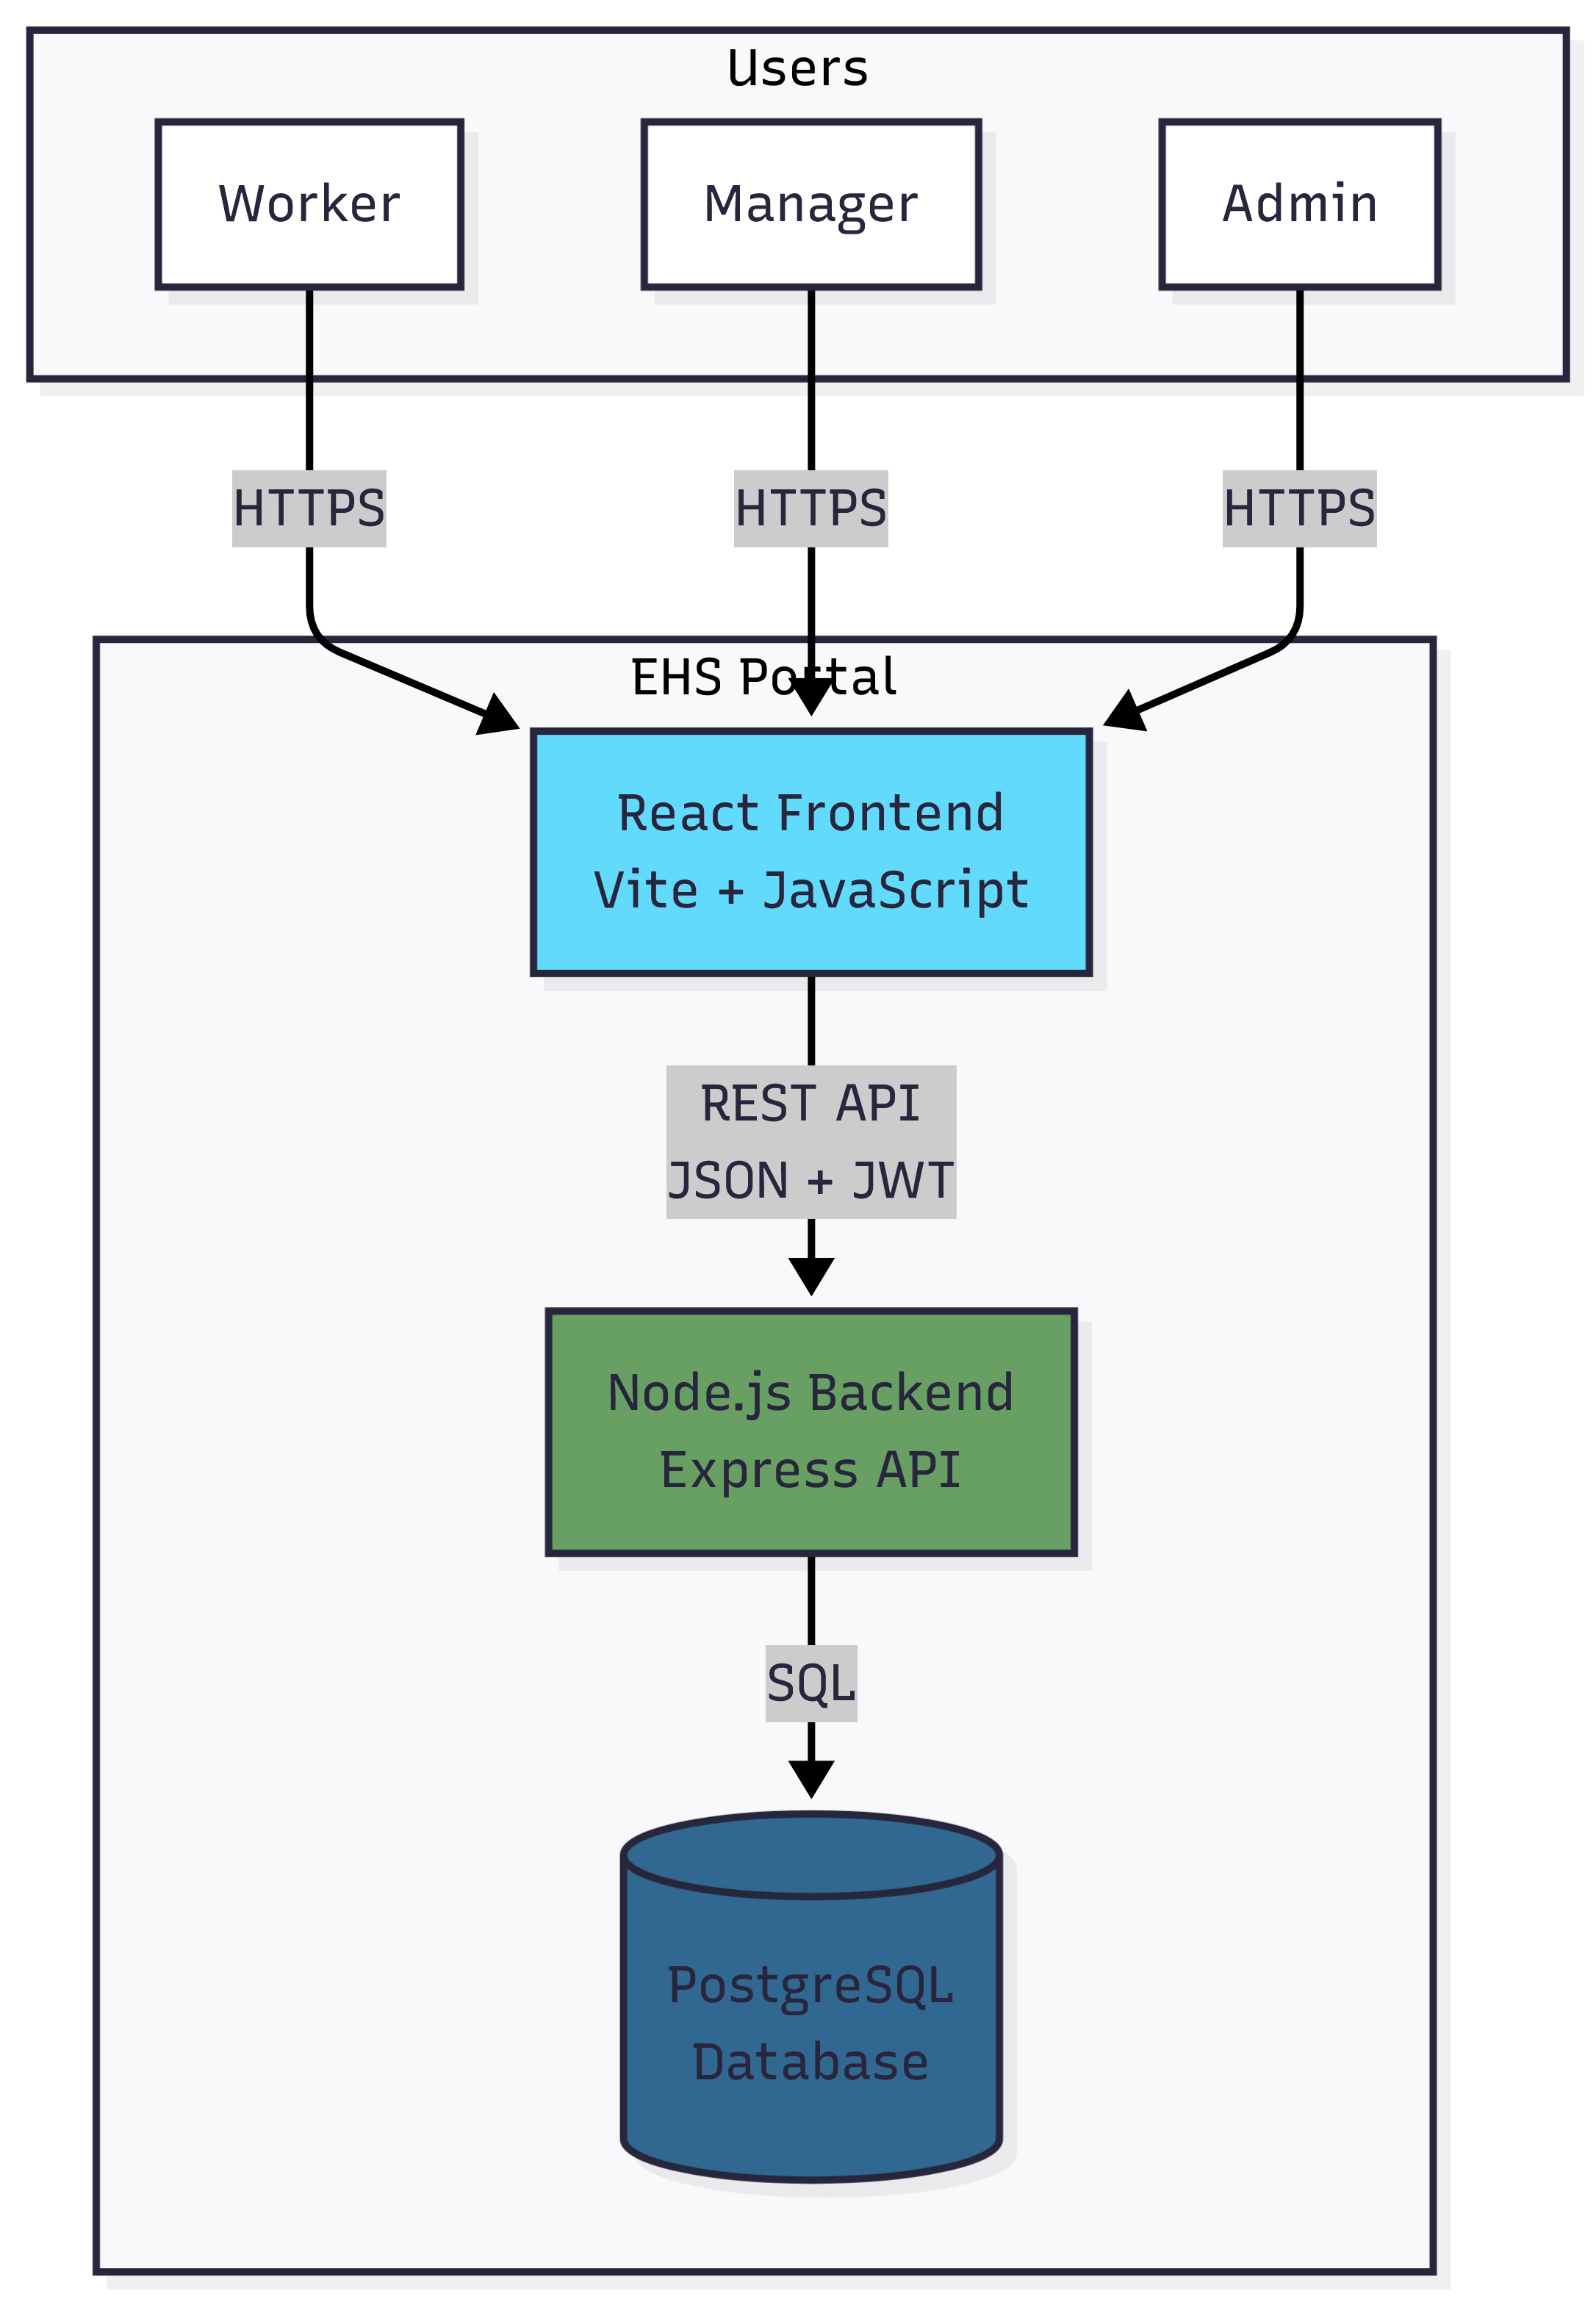 Users
Worker
Manager
Admin
HTTPS
HTTPS
HTTPS
EHS Portal
React Frontend
Vite + JavaScript
REST API
JSON + JWT
Node.js Backend
Express API
SQL
PostgreSQL
Database